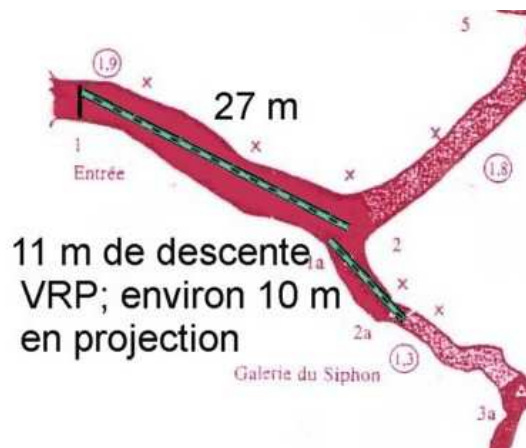 5
1,9
x
27 m
x
x
1
Entrée
x
1,8
11 m de descente
1a
2
VRP; environ 10 m
x
x
en projection
2a
Galerie du Siphon
1,3
3a